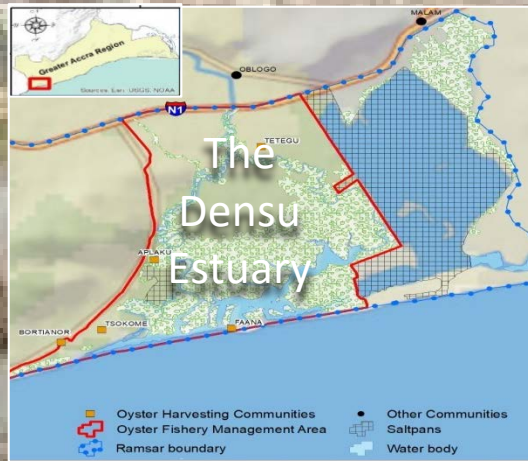 Greater Accra Region
Sources: Esri, USGS, NOAA
MALAM
OBLOGO
N1
TETEGU
The
Densu
Estuary
APLAKU
BORTIANOR
TSOKOME
FAANA
Oyster Harvesting Communities
Oyster Fishery Management Area
Ramsar boundary
Other Communities
Saltpans
Water body